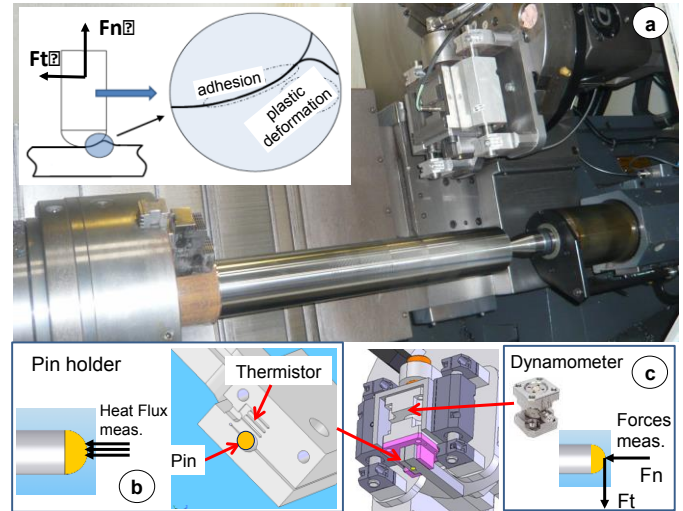 Fn⍰
a
Ft⍰
adhesion
plastic
deformation
Pin holder
Thermistor
Heat Flux
meas.
Pin
b
Dynamometer
c
Forces
meas.
Fn
Ft